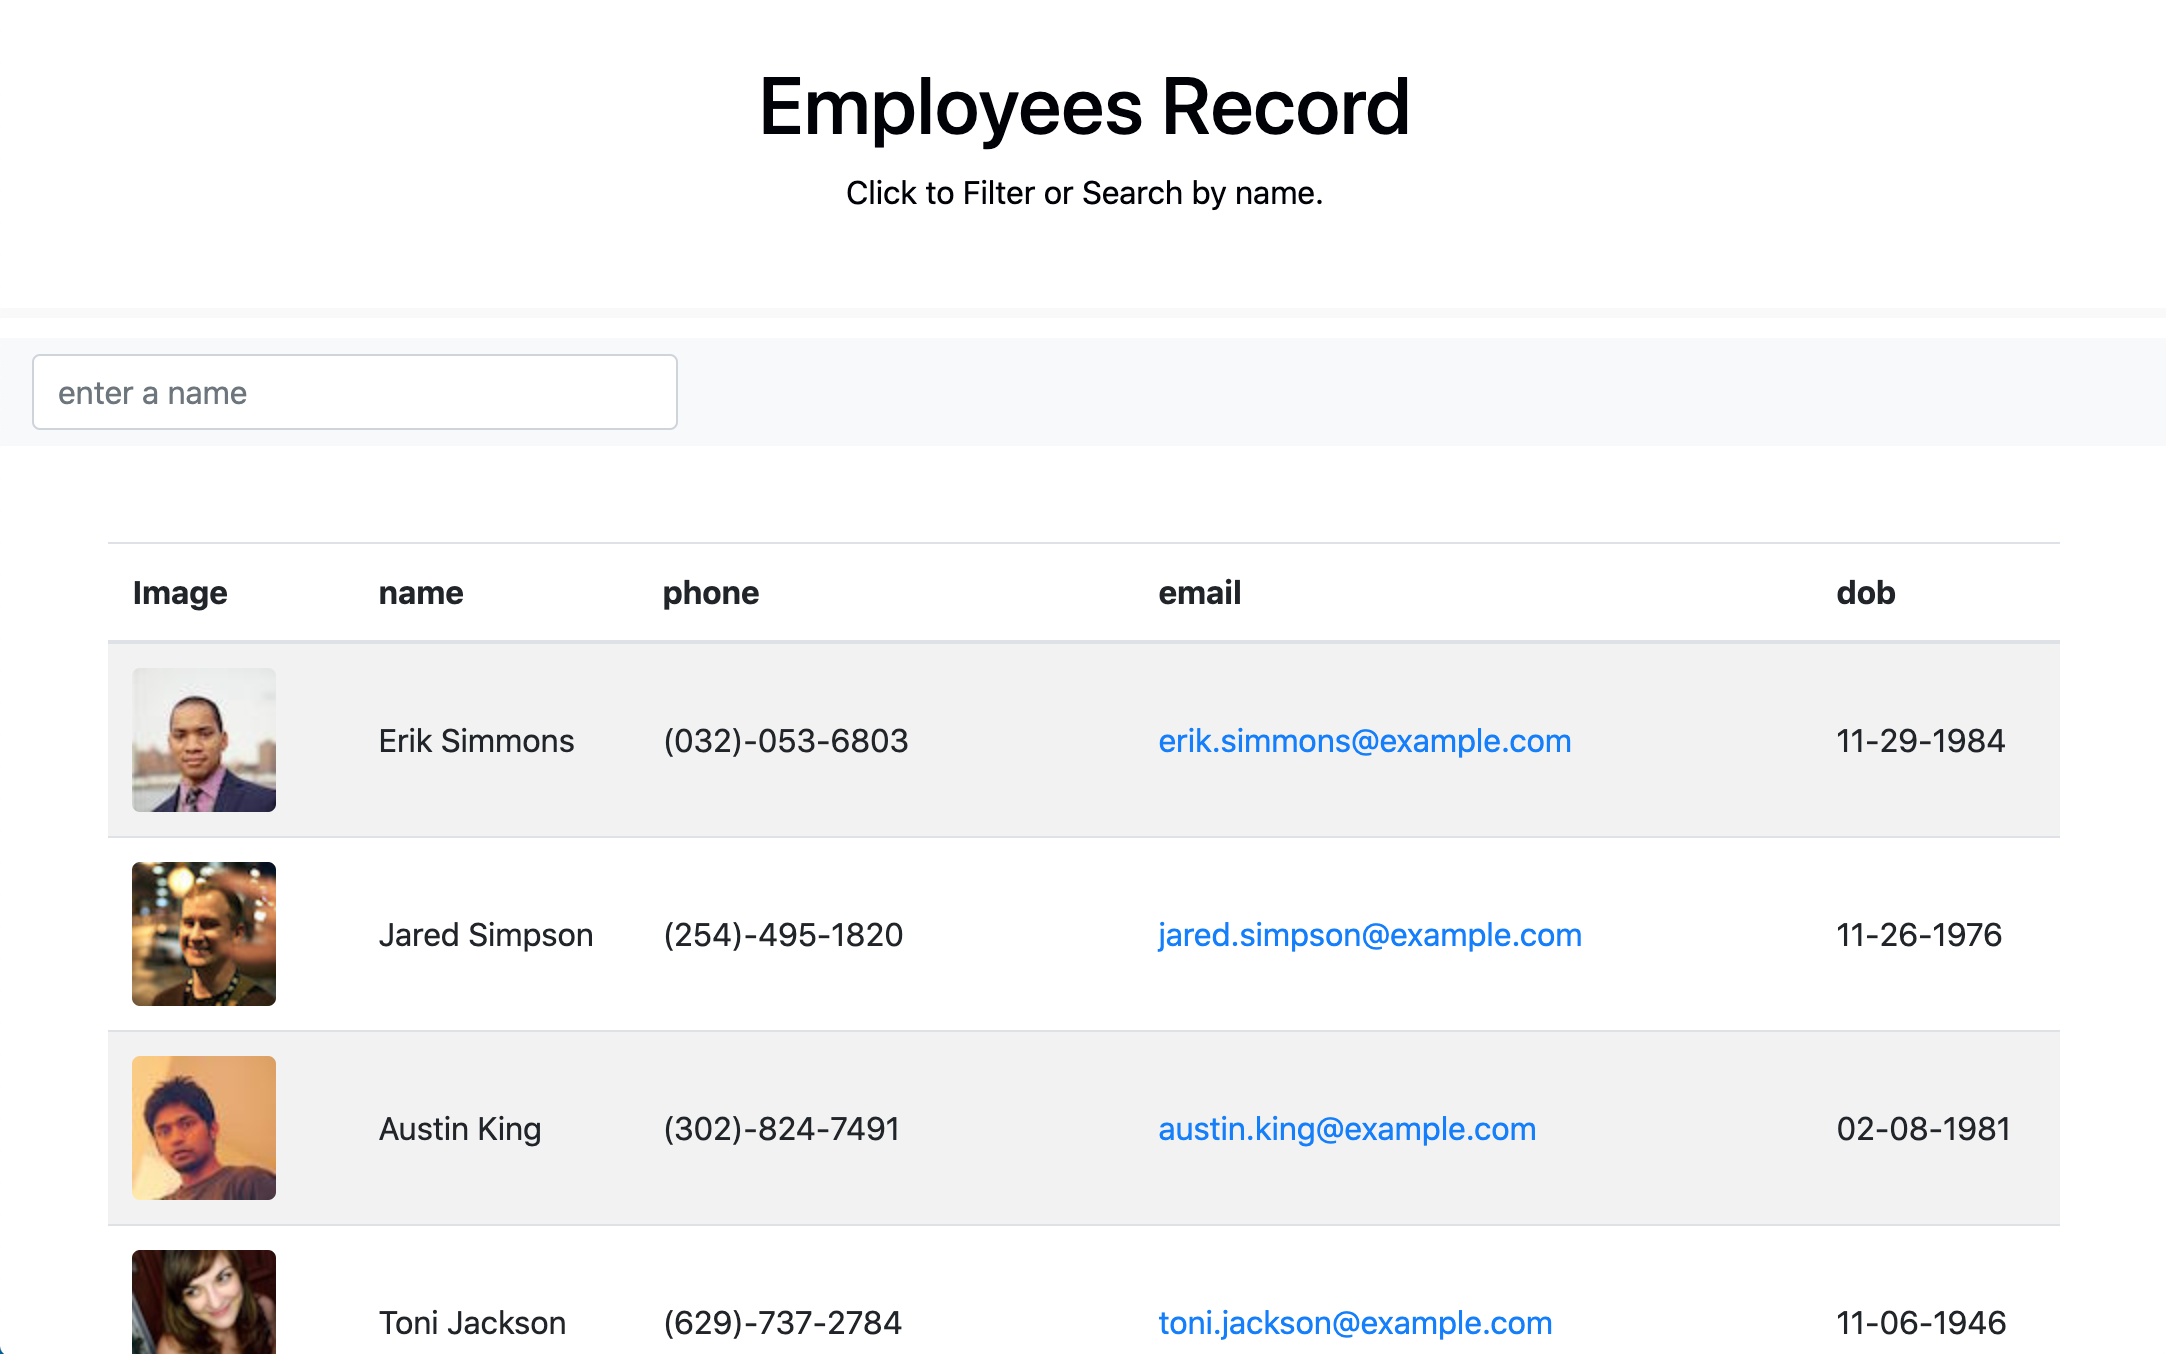 Employees Record
Click to Filter or Search by name.
enter a name
Image name phone email dob
Erik Simmons (032)-053-6803 erik.simmons@example.com 11-29-1984
Jared Simpson (254)-495-1820 jared.simpson@example.com 11-26-1976
Austin King (302)-824-7491 austin.king@example.com 02-08-1981
Toni Jackson (629)-737-2784 toni.jackson@example.com 11-06-1946